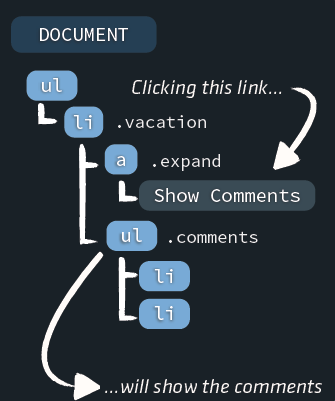 DOCUMENT
ul
Clicking this link...
li .vacation
a .expand
Show Comments
ul .comments
li
li
...will show the comments